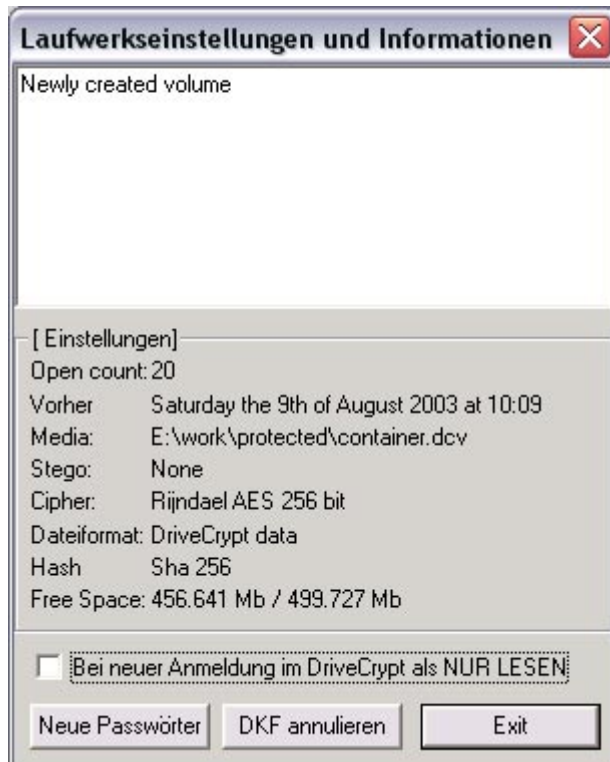 Laufwerkseinstellungen und Informationen
Newly created volume
[ Einstellungen]
Open count: 20
Vorher Saturday the 9th of August 2003 at 10:09
Media: E:\work\protected\container.dcv
Stego: None
Cipher: Rijndael AES 256 bit
Dateiformat: DriveCrypt data
Hash Sha 256
Free Space: 456.641 Mb / 499.727 Mb
Bei neuer Anmeldung im DriveCrypt als NUR LESEN
Neue Passwörter DKF annulieren Exit